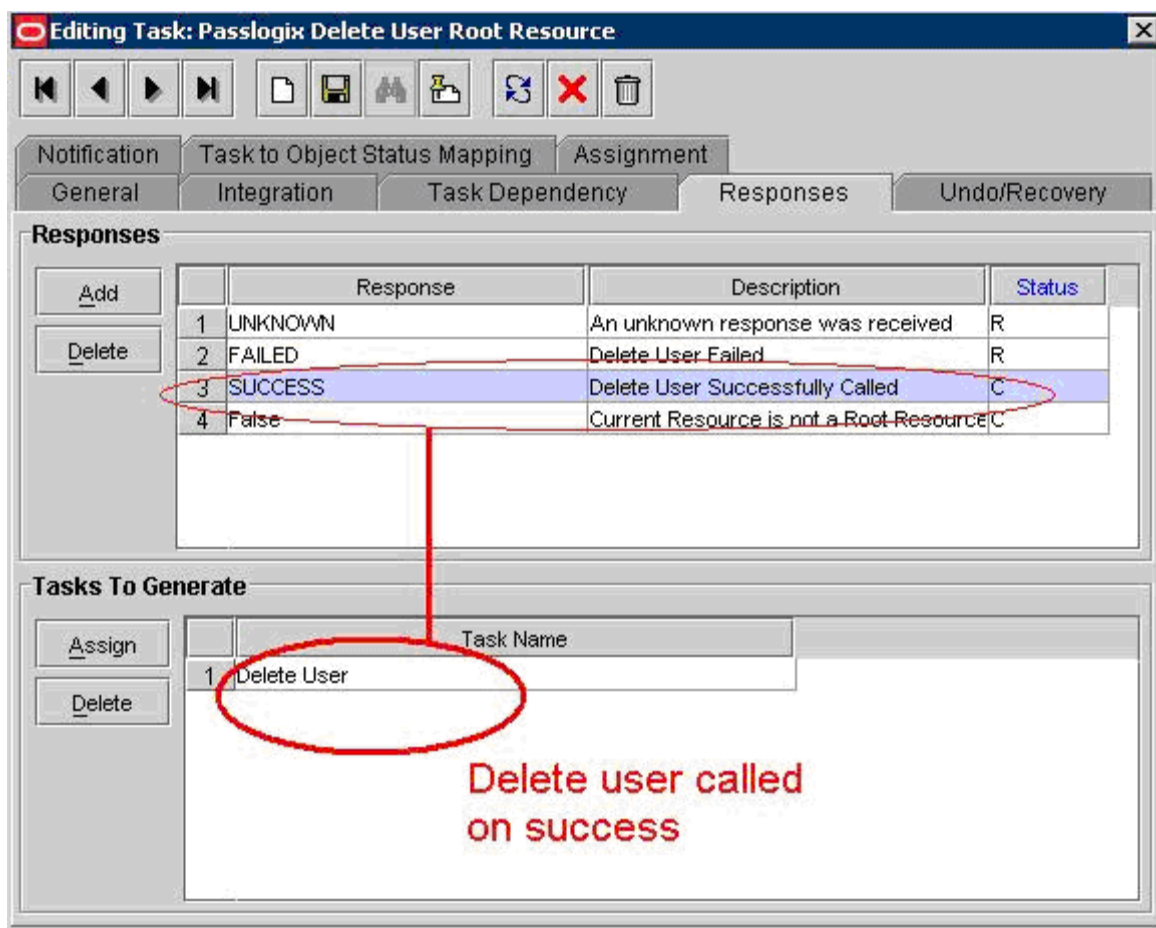 Editing Task: Passlogix Delete User Root Resource
Notification Task to Object Status Mapping Assignment
General Integration Task Dependency Responses Undo/Recovery
Responses
Add
Delete
Response Description Status
1 UNKNOWN An unknown response was received R
2 FAILED Delete User Failed R
3 SUCCESS Delete User Successfully Called C
4 False Current Resource is not a Root Resource C
Tasks To Generate
Assign
Delete
Task Name
1 Delete User
Delete user called
on success